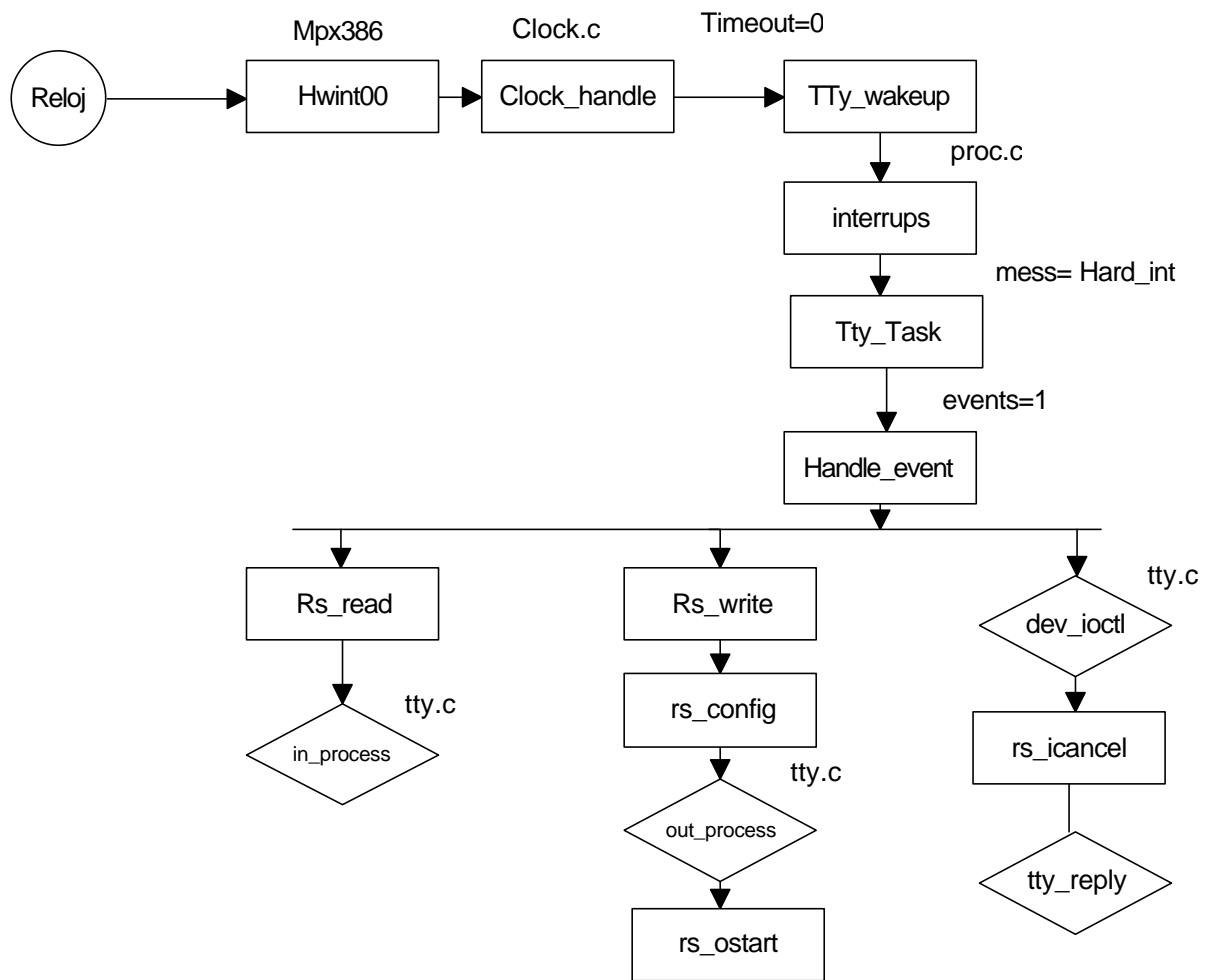 Mpx386
Clock.c
Timeout=0
Reloj
Hwint00
Clock_handle
TTy_wakeup
proc.c
interrups
mess= Hard_int
Tty_Task
events=1
Handle_event
Rs_read
Rs_write
tty.c
dev_ioctl
tty.c
rs_config
rs_icancel
in_process
tty.c
out_process
tty_reply
rs_ostart